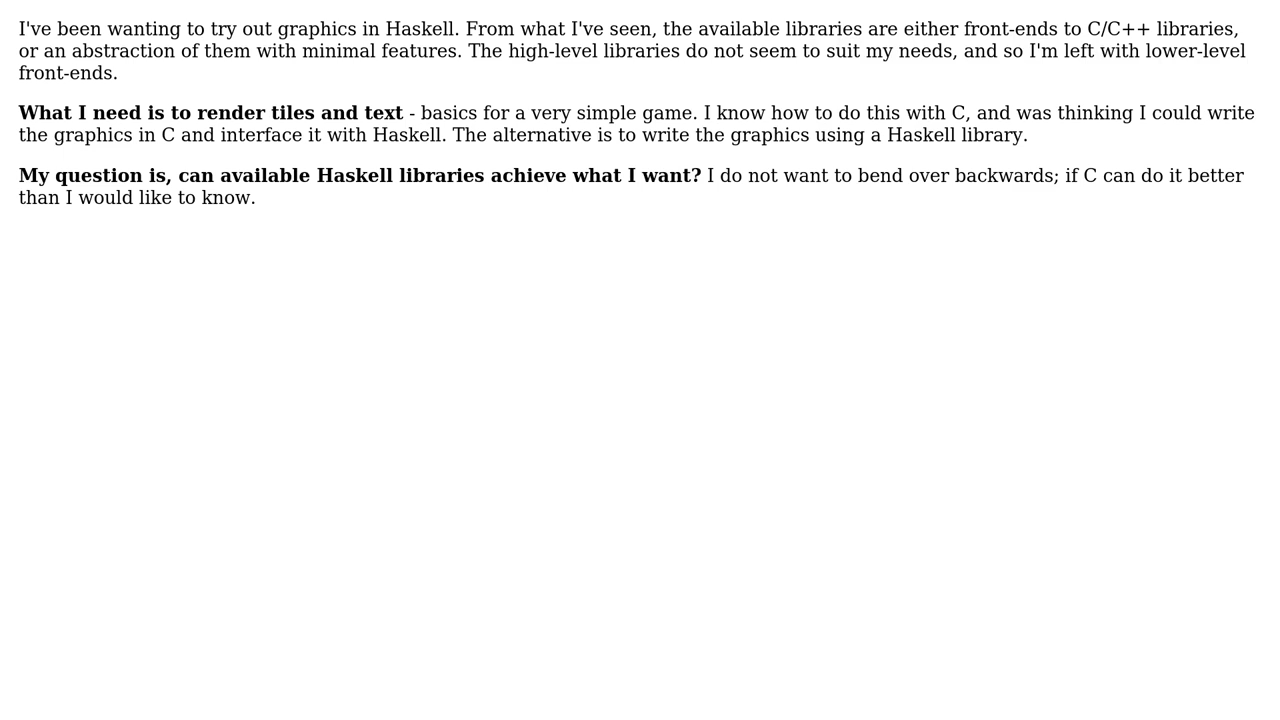 I've been wanting to try out graphics in Haskell. From what I've seen, the available libraries are either front-ends to C/C++ libraries,
or an abstraction of them with minimal features. The high-level libraries do not seem to suit my needs, and so I'm left with lower-level
front-ends.
What I need is to render tiles and text - basics for a very simple game. I know how to do this with C, and was thinking I could write
the graphics in C and interface it with Haskell. The alternative is to write the graphics using a Haskell library.
My question is, can available Haskell libraries achieve what I want? I do not want to bend over backwards; if C can do it better
than I would like to know.